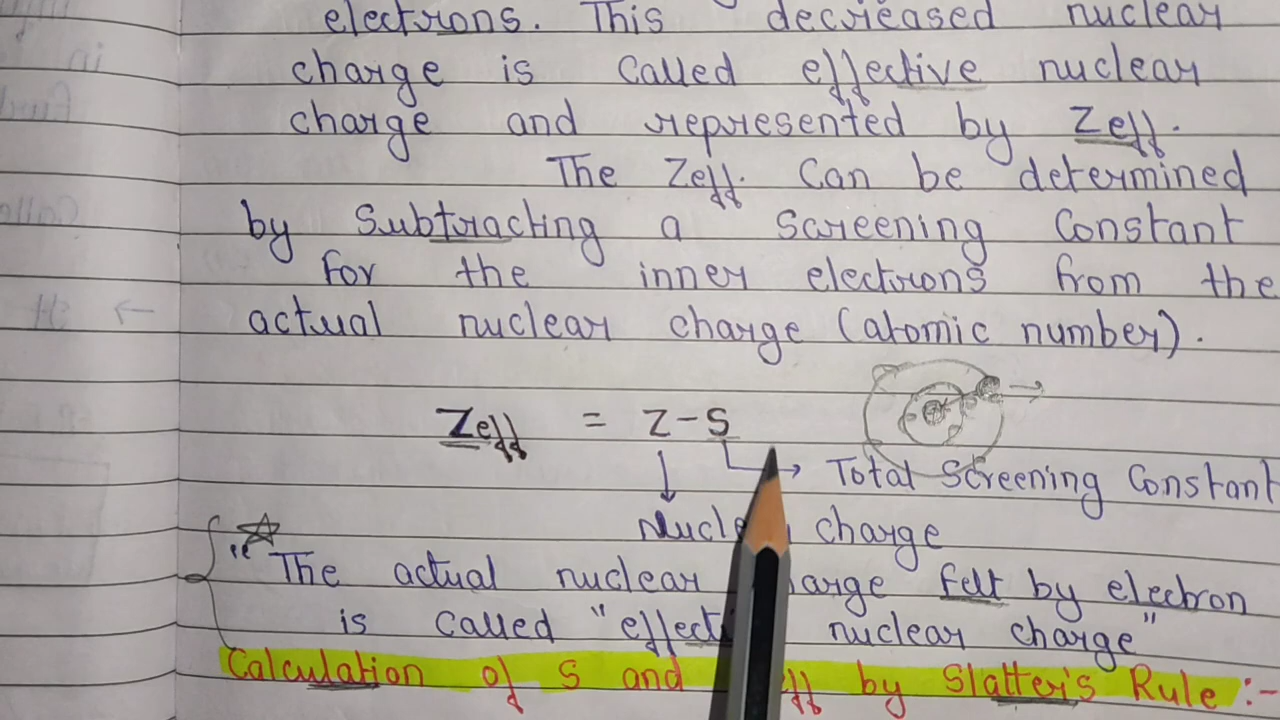 electrons. This decreased nuclear
charge is called effective nuclear
charge and represented by Zeff.
The Zeff. Can be determined
by Subtracting a Screening Constant
for the inner electrons from the
actual nuclear charge (atomic number).
Zeff = Z-S
Total Screening Constant
charge
"The actual nuclear felt by electron
is called " nuclear charge"
Calculation of S and by Slatter's Rule :-